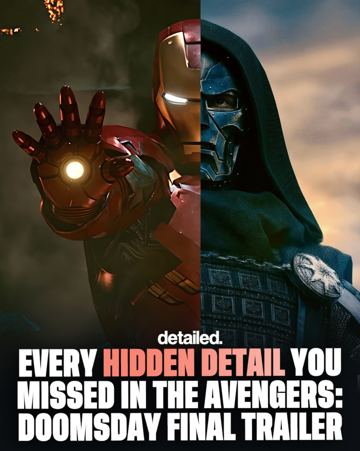 detailed.
EVERY HIDDEN DETAIL YOU
MISSED IN THE AVENGERS:
DOOMSDAY FINAL TRAILER